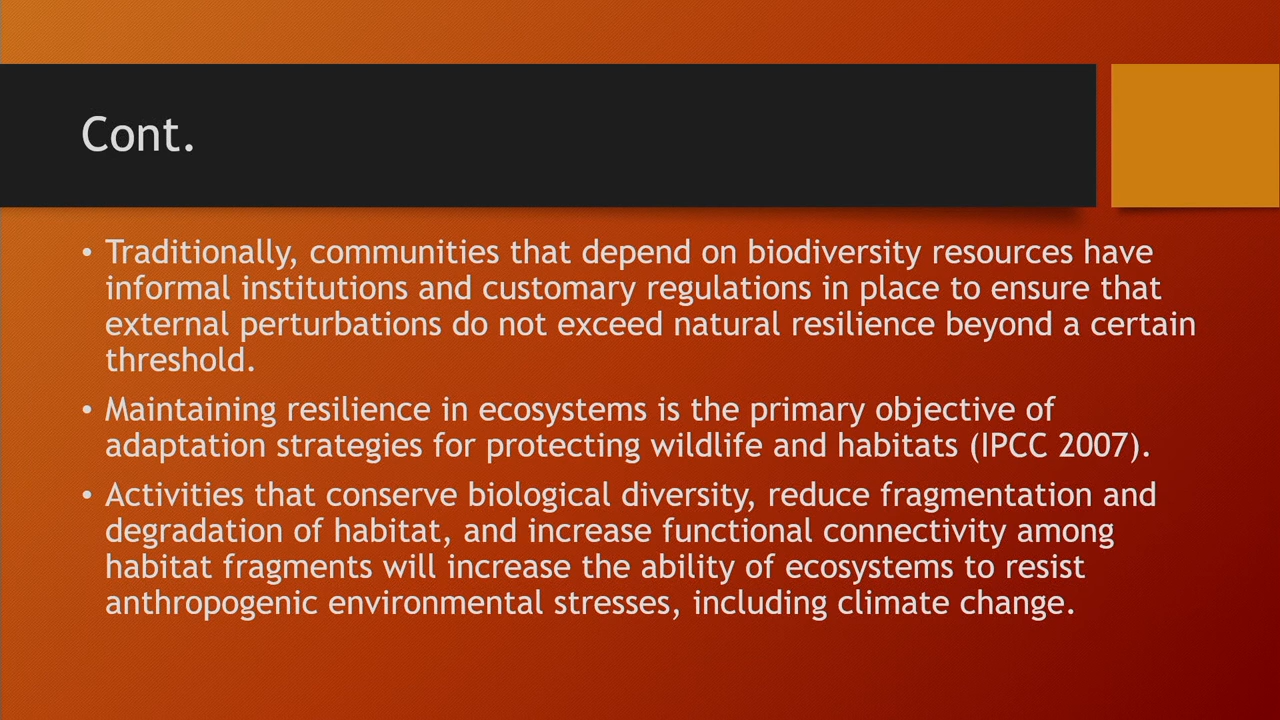 Cont.
• Traditionally, communities that depend on biodiversity resources have
informal institutions and customary regulations in place to ensure that
external perturbations do not exceed natural resilience beyond a certain
threshold.
• Maintaining resilience in ecosystems is the primary objective of
adaptation strategies for protecting wildlife and habitats (IPCC 2007).
• Activities that conserve biological diversity, reduce fragmentation and
degradation of habitat, and increase functional connectivity among
habitat fragments will increase the ability of ecosystems to resist
anthropogenic environmental stresses, including climate change.